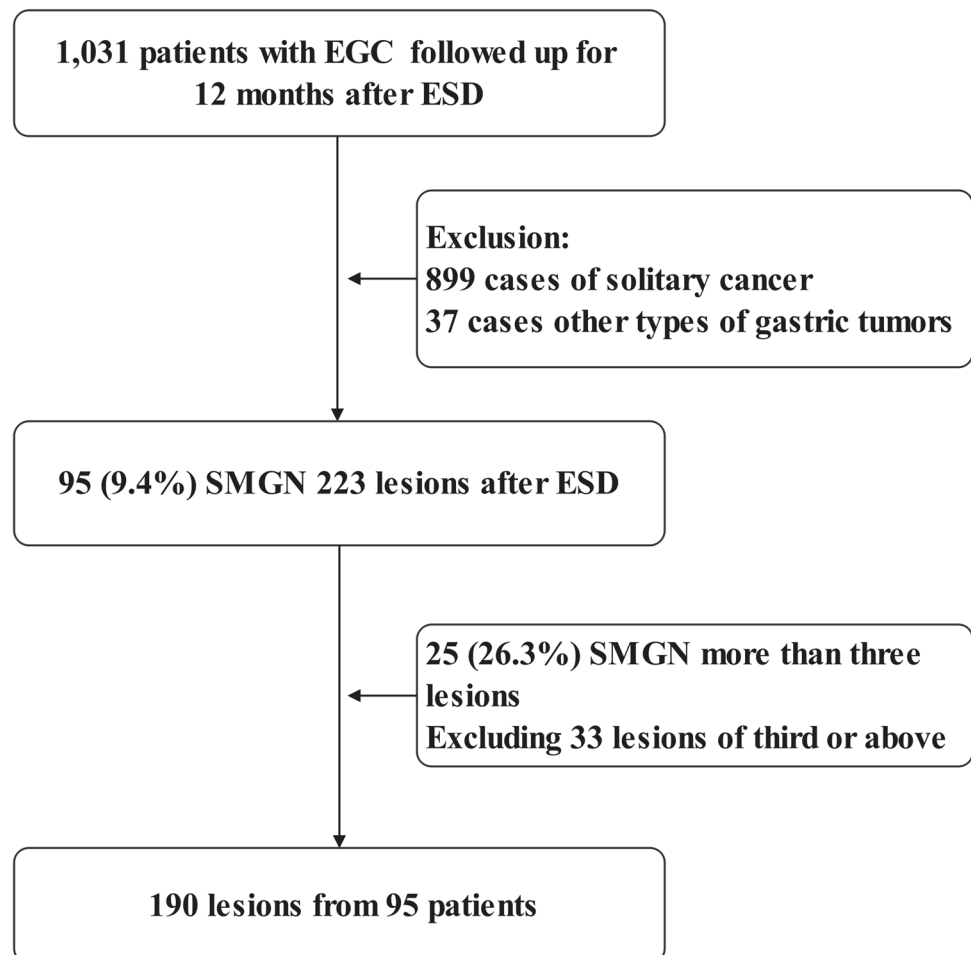 1,031 patients with EGC followed up for
12 months after ESD
Exclusion:
899 cases of solitary cancer
37 cases other types of gastric tumors
95 (9.4%) SMGN 223 lesions after ESD
25 (26.3%) SMGN more than three
lesions
Excluding 33 lesions of third or above
190 lesions from 95 patients